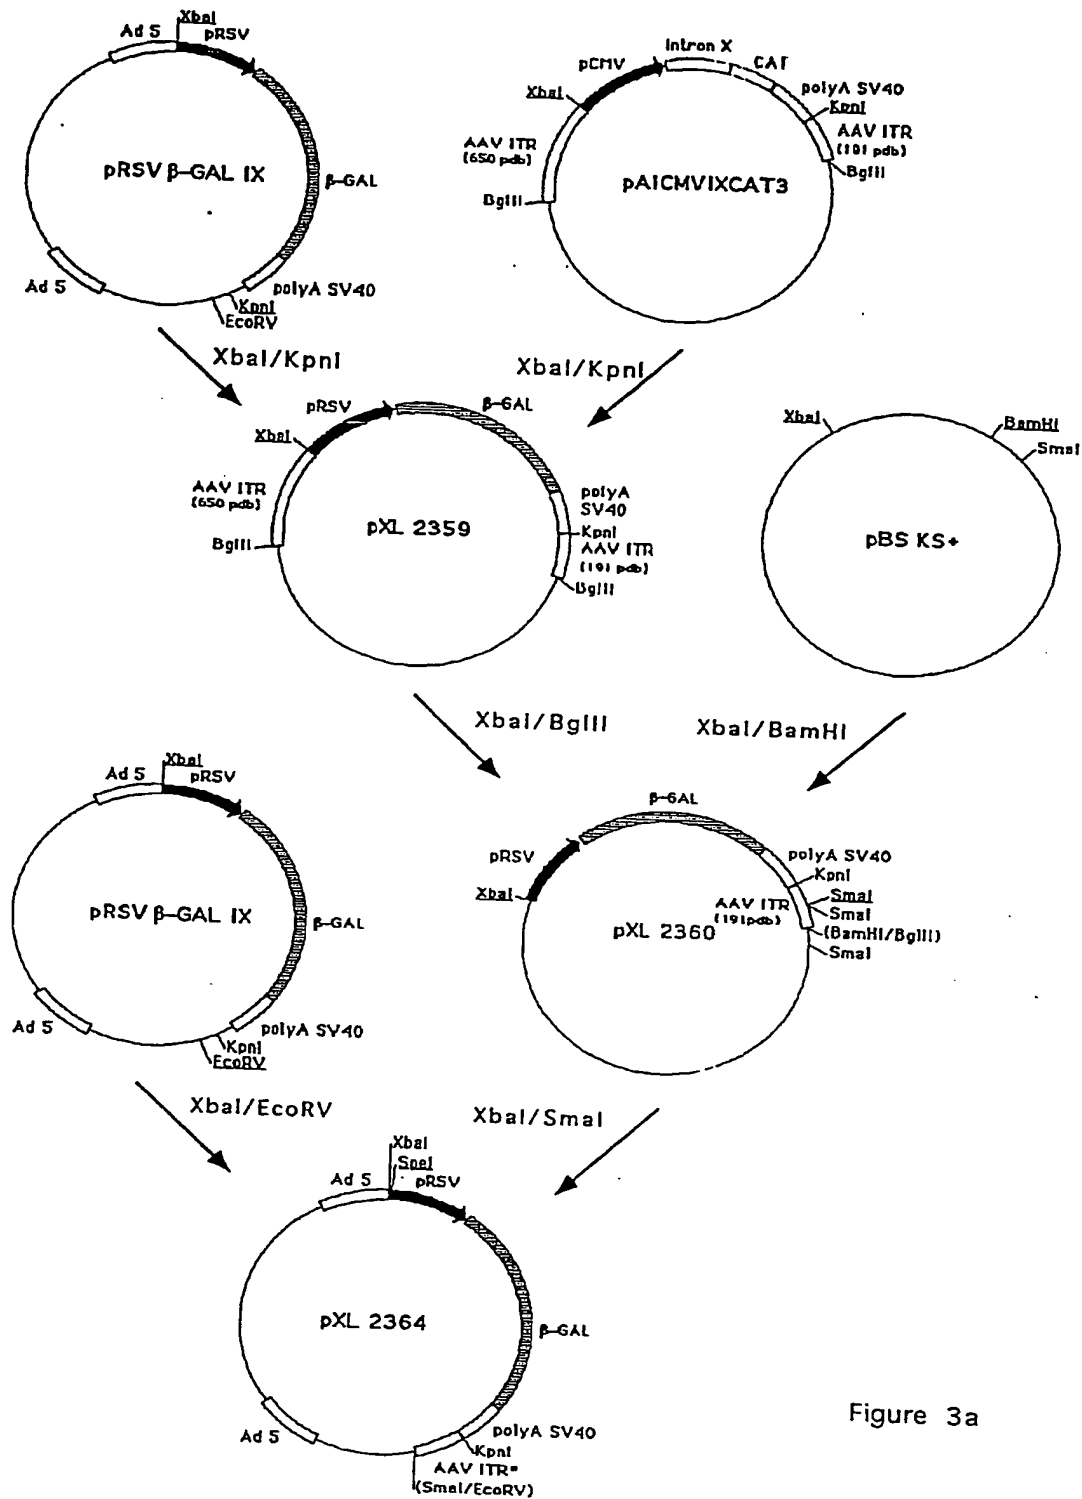 XbaI
Ad 5
pRSV
pRSV β-GAL IX
β-GAL
Ad 5
polyA SV40
KpnI
EcoRV
Intron X
pCMV
CAT
polyA SV40
XbaI
KpnI
AAV ITR
(650 pdb)
AAV ITR
(191 pdb)
BglII
BglII
pAICMVIXCAT3
XbaI/KpnI
XbaI/KpnI
pRSV
β-GAL
XbaI
AAV ITR
(650 pdb)
polyA
SV40
pXL 2359
KpnI
BglII
AAV ITR
(191 pdb)
BglII
XbaI
BamHI
SmaI
pBS KS+
XbaI/BglII
XbaI/BamHI
XbaI
Ad 5
pRSV
pRSV β-GAL IX
β-GAL
Ad 5
polyA SV40
KpnI
EcoRV
β-GAL
pRSV
polyA SV40
KpnI
XbaI
AAV ITR
(191pdb)
SmaI
SmaI
(BamHI/BglII)
SmaI
pXL 2360
XbaI/EcoRV
XbaI/SmaI
XbaI
SpeI
Ad 5
pRSV
pXL 2364
β-GAL
Ad 5
polyA SV40
KpnI
AAV ITR*
(SmaI/EcoRV)
Figure 3a